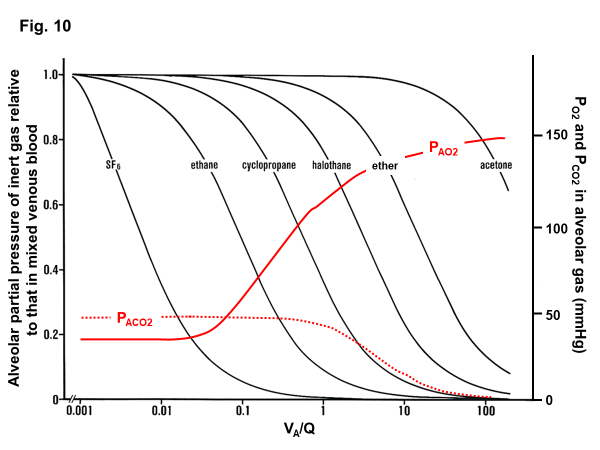 Fig. 10
Alveolar partial pressure of inert gas relative
to that in mixed venous blood
1.0
0.8
0.6
0.4
0.2
0
SF6
ethane
cyclopropane
halothane
ether
acetone
PAO2
PACO2
150
100
50
0
PO2 and PCO2 in alveolar gas (mmHg)
0.001
0.01
0.1
1
10
100
VA/Q